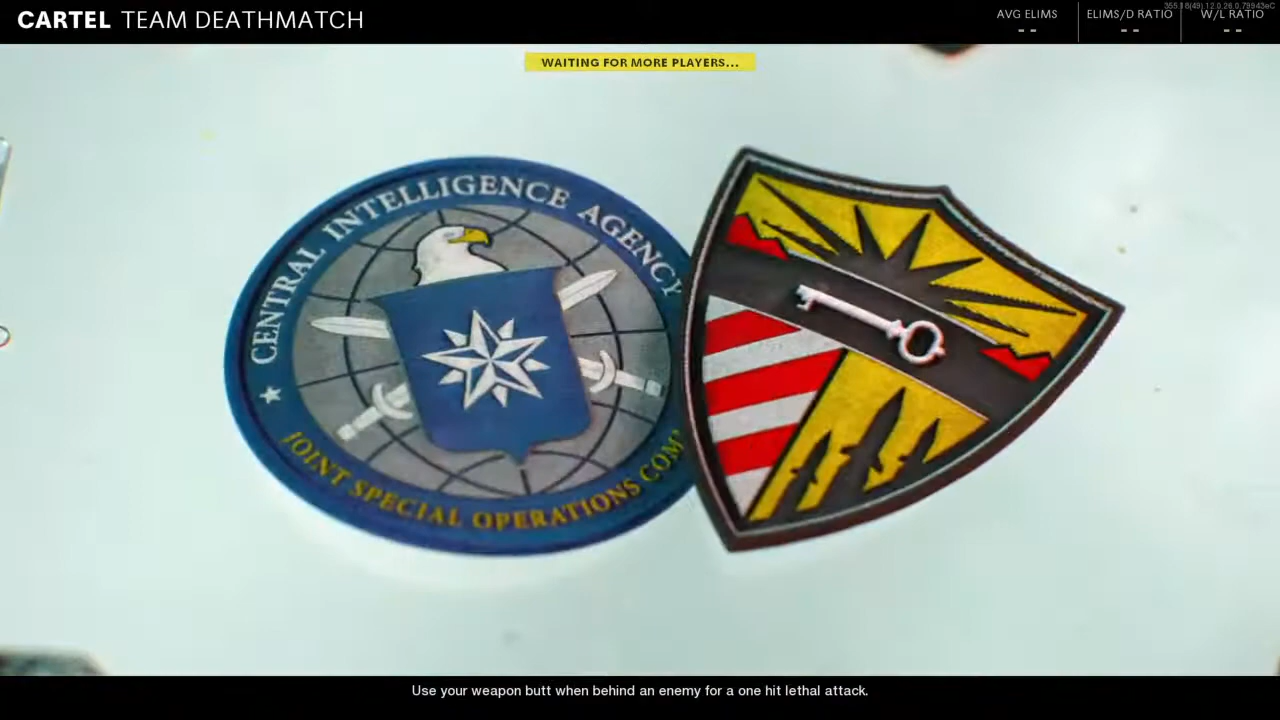 CARTEL TEAM DEATHMATCH
AVG ELIMS
--
ELIMS/D RATIO
--
W/L RATIO
--
WAITING FOR MORE PLAYERS...
CENTRAL INTELLIGENCE AGENCY
JOINT SPECIAL OPERATIONS COM
Use your weapon butt when behind an enemy for a one hit lethal attack.